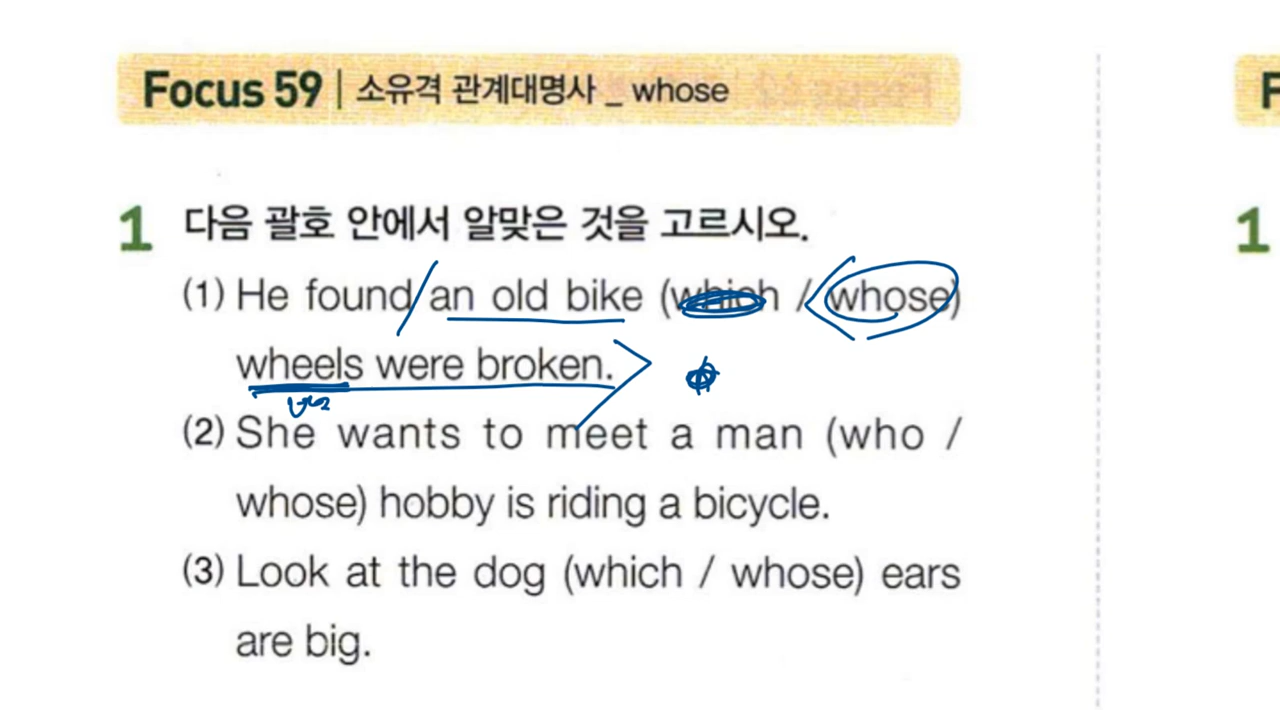 Focus 59 | 소유격 관계대명사 _ whose
1 다음 괄호 안에서 알맞은 것을 고르시오.
(1) He found an old bike (which / whose)
wheels were broken.
(2) She wants to meet a man (who /
whose) hobby is riding a bicycle.
(3) Look at the dog (which / whose) ears
are big.
F
1